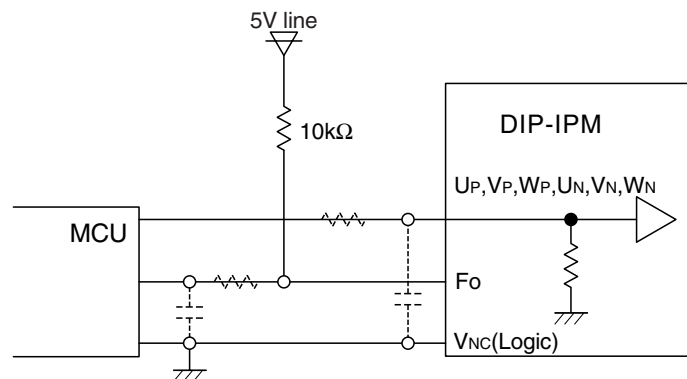 5V line
10kΩ
DIP-IPM
UP,VP,WP,UN,VN,WN
MCU
Fo
VNC(Logic)